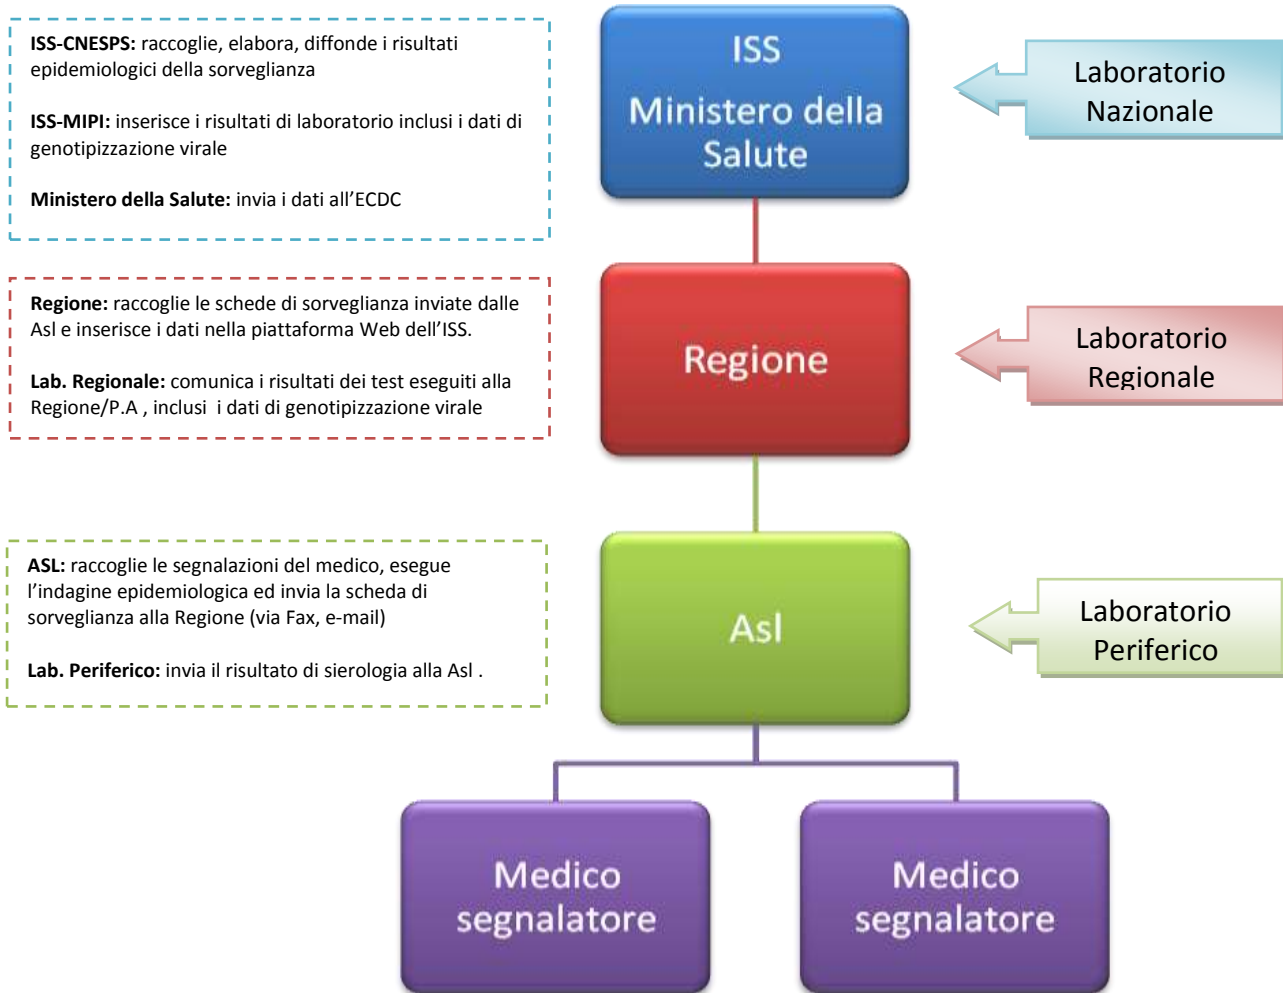 ISS-CNESPS: raccoglie, elabora, diffonde i risultati
epidemiologici della sorveglianza
ISS-MIPI: inserisce i risultati di laboratorio inclusi i dati di
genotipizzazione virale
Ministero della Salute: invia i dati all’ECDC
ISS
Ministero della
Salute
Laboratorio
Nazionale
Regione: raccoglie le schede di sorveglianza inviate dalle
Asl e inserisce i dati nella piattaforma Web dell’ISS.
Lab. Regionale: comunica i risultati dei test eseguiti alla
Regione/P.A , inclusi i dati di genotipizzazione virale
Regione
Laboratorio
Regionale
ASL: raccoglie le segnalazioni del medico, esegue
l’indagine epidemiologica ed invia la scheda di
sorveglianza alla Regione (via Fax, e-mail)
Lab. Periferico: invia il risultato di sierologia alla Asl .
Asl
Laboratorio
Periferico
Medico
segnalatore
Medico
segnalatore